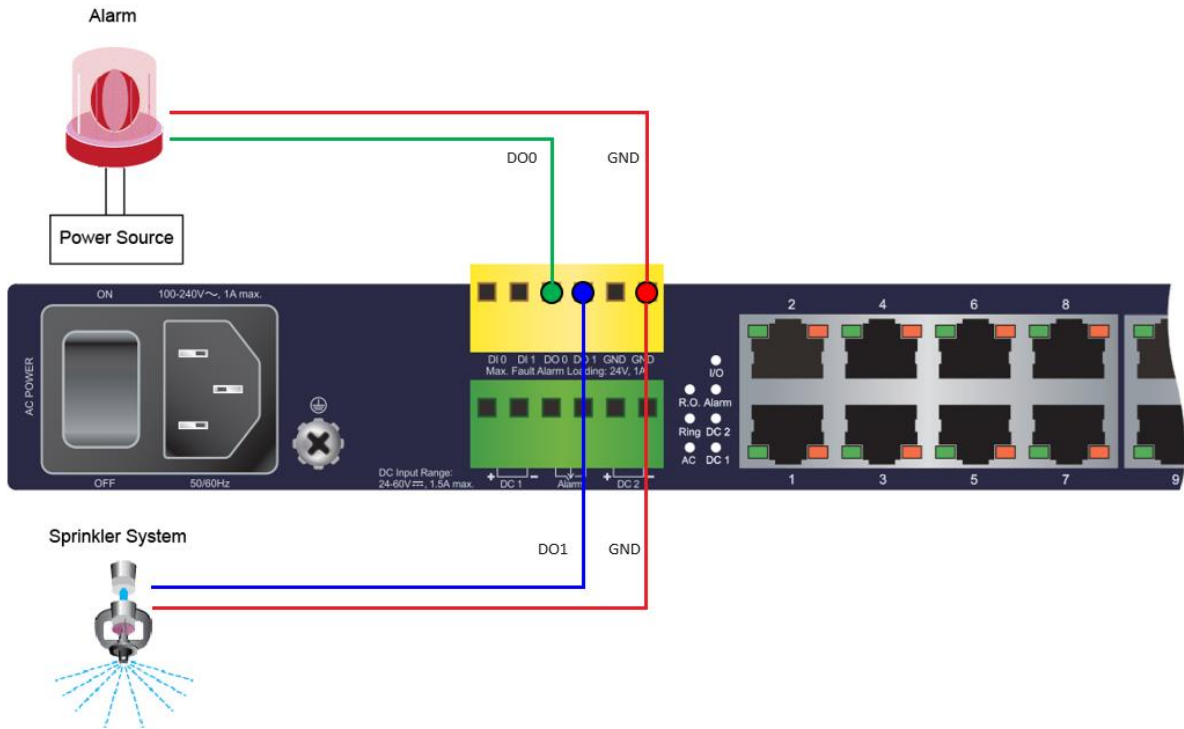 Alarm
DO0
GND
Power Source
ON
100-240V～, 1A max.
AC POWER
OFF
50/60Hz
DI 0 DI 1 DO 0 DO 1 GND GND
Max. Fault Alarm Loading: 24V, 1A
DC Input Range:
24-60V⎓, 1.5A max.
+ − + −
DC 1 Alarm DC 2
I/O
R.O. Alarm
Ring DC 2
AC DC 1
2 4 6 8
1 3 5 7 9
Sprinkler System
DO1
GND